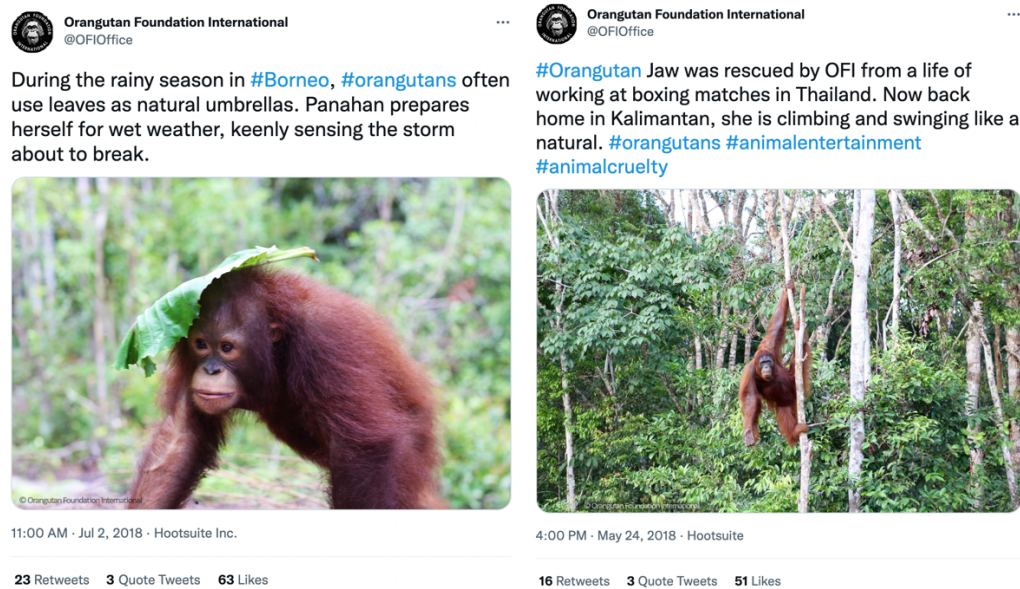 Orangutan Foundation International
@OFIOffice
During the rainy season in #Borneo, #orangutans often
use leaves as natural umbrellas. Panahan prepares
herself for wet weather, keenly sensing the storm
about to break.
© Orangutan Foundation International
11:00 AM · Jul 2, 2018 · Hootsuite Inc.
23 Retweets 3 Quote Tweets 63 Likes
Orangutan Foundation International
@OFIOffice
#Orangutan Jaw was rescued by OFI from a life of
working at boxing matches in Thailand. Now back
home in Kalimantan, she is climbing and swinging like a
natural. #orangutans #animalentertainment
#animalcruelty
© Orangutan Foundation International
4:00 PM · May 24, 2018 · Hootsuite
16 Retweets 3 Quote Tweets 51 Likes